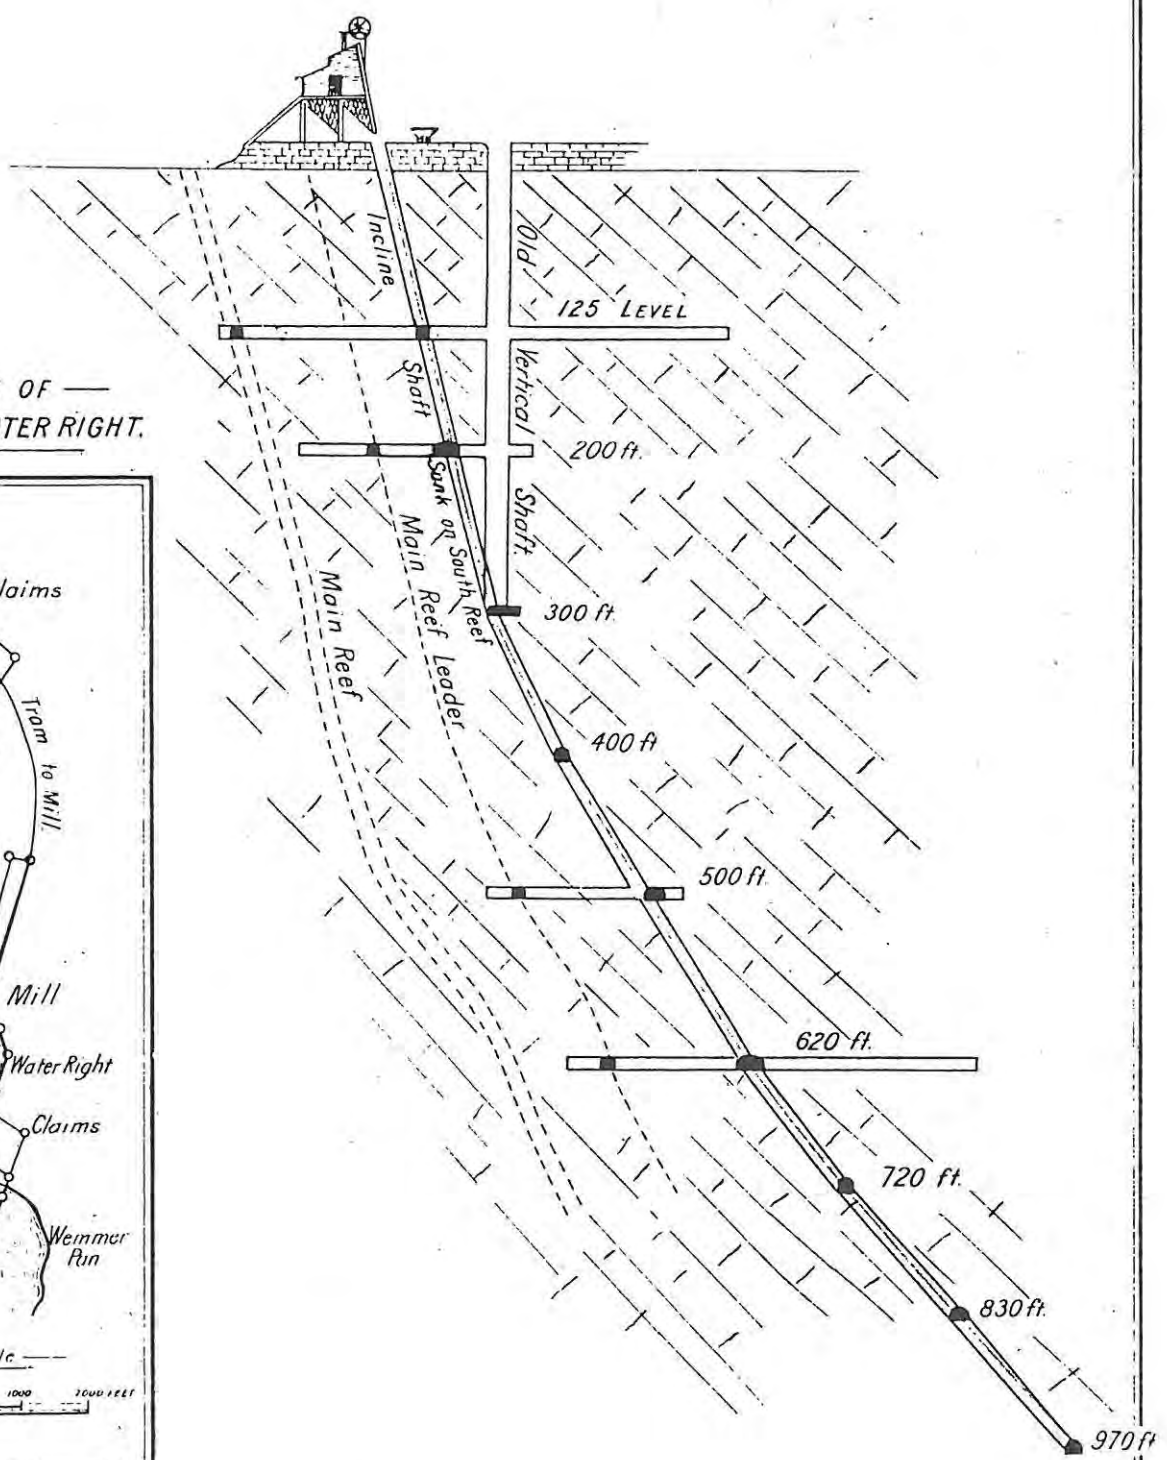 Incline
Shaft
Old
Vertical
Shaft.
125 LEVEL
200 ft.
Sunk on South Reef
Main Reef Leader
Main Reef
300 ft.
400 ft
500 ft.
620 ft.
720 ft.
830 ft.
970 ft
OF —
TER RIGHT.
laims
Tram to Mill.
Mill
Water Right
Claims
Wemmer
Pan
1000 2000 FEET